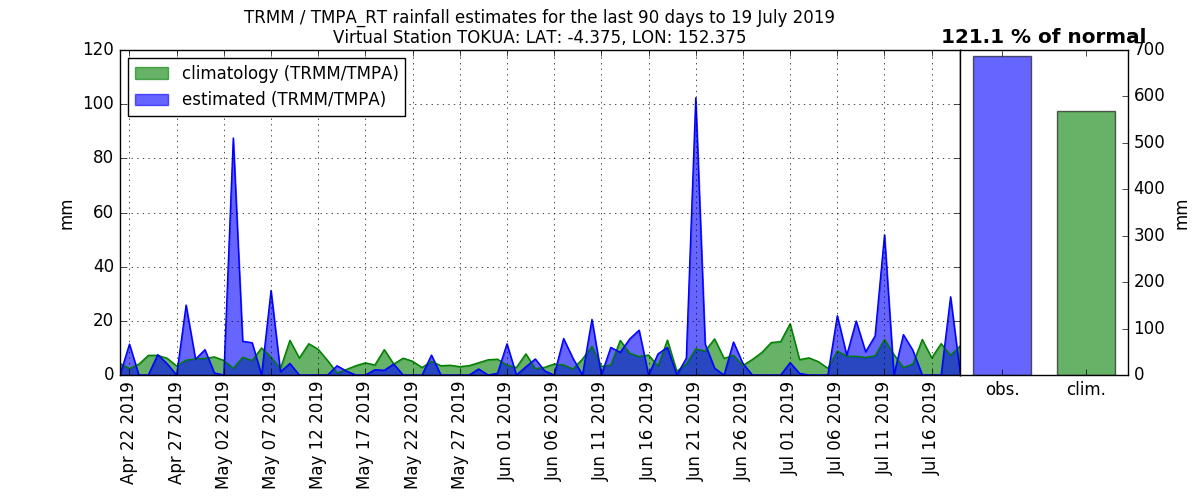 TRMM / TMPA_RT rainfall estimates for the last 90 days to 19 July 2019
Virtual Station TOKUA: LAT: -4.375, LON: 152.375
121.1 % of normal
climatology (TRMM/TMPA)
estimated (TRMM/TMPA)
120
100
80
60
40
20
0
mm
Apr 22 2019
Apr 27 2019
May 02 2019
May 07 2019
May 12 2019
May 17 2019
May 22 2019
May 27 2019
Jun 01 2019
Jun 06 2019
Jun 11 2019
Jun 16 2019
Jun 21 2019
Jun 26 2019
Jul 01 2019
Jul 06 2019
Jul 11 2019
Jul 16 2019
700
600
500
400
300
200
100
0
mm
obs.
clim.